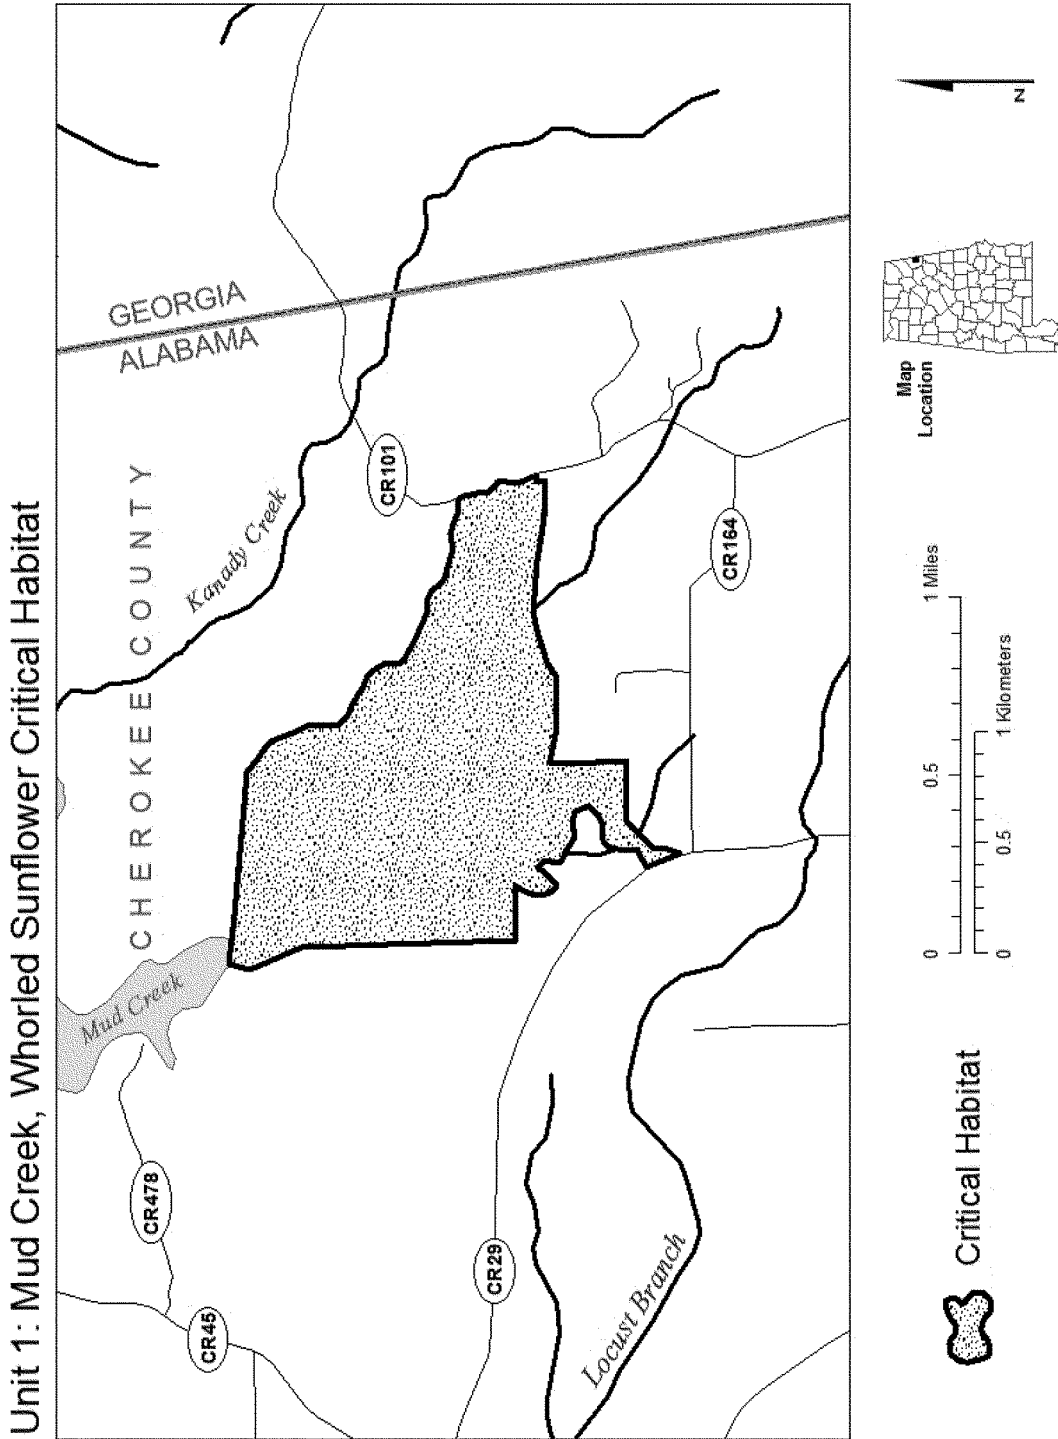 Unit 1: Mud Creek, Whorled Sunflower Critical Habitat
Mud Creek
CHEROKEE COUNTY
Kanady Creek
GEORGIA
ALABAMA
CR478
CR45
CR101
CR29
CR164
Locust Branch
Critical Habitat
0 0.5 1 Miles
0 0.5 1 Kilometers
Map
Location
N